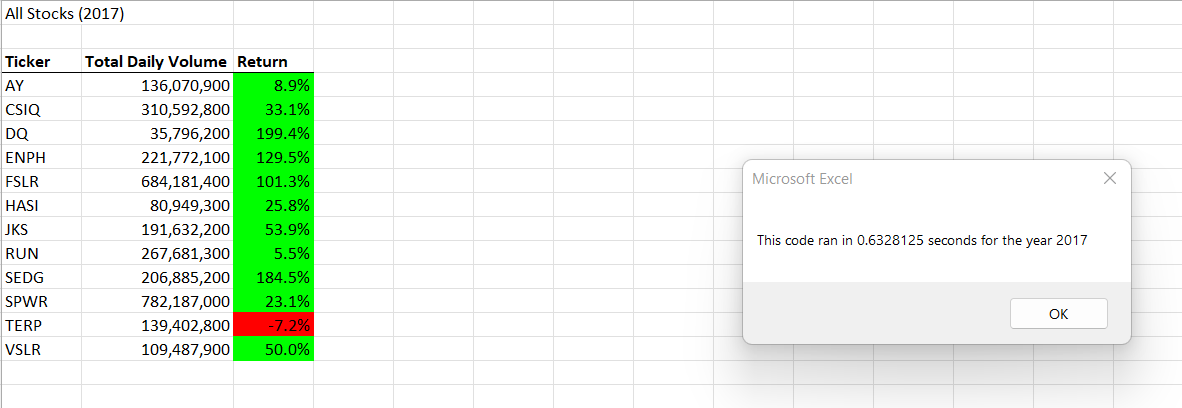 All Stocks (2017)
Ticker Total Daily Volume Return
AY 136,070,900 8.9%
CSIQ 310,592,800 33.1%
DQ 35,796,200 199.4%
ENPH 221,772,100 129.5%
FSLR 684,181,400 101.3%
HASI 80,949,300 25.8%
JKS 191,632,200 53.9%
RUN 267,681,300 5.5%
SEDG 206,885,200 184.5%
SPWR 782,187,000 23.1%
TERP 139,402,800 -7.2%
VSLR 109,487,900 50.0%
Microsoft Excel
This code ran in 0.6328125 seconds for the year 2017
OK